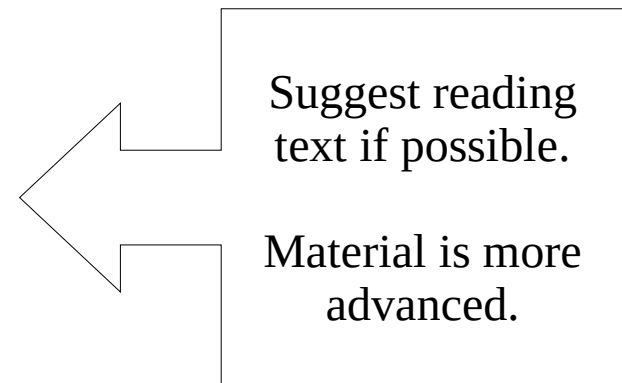 Suggest reading
text if possible.
Material is more
advanced.